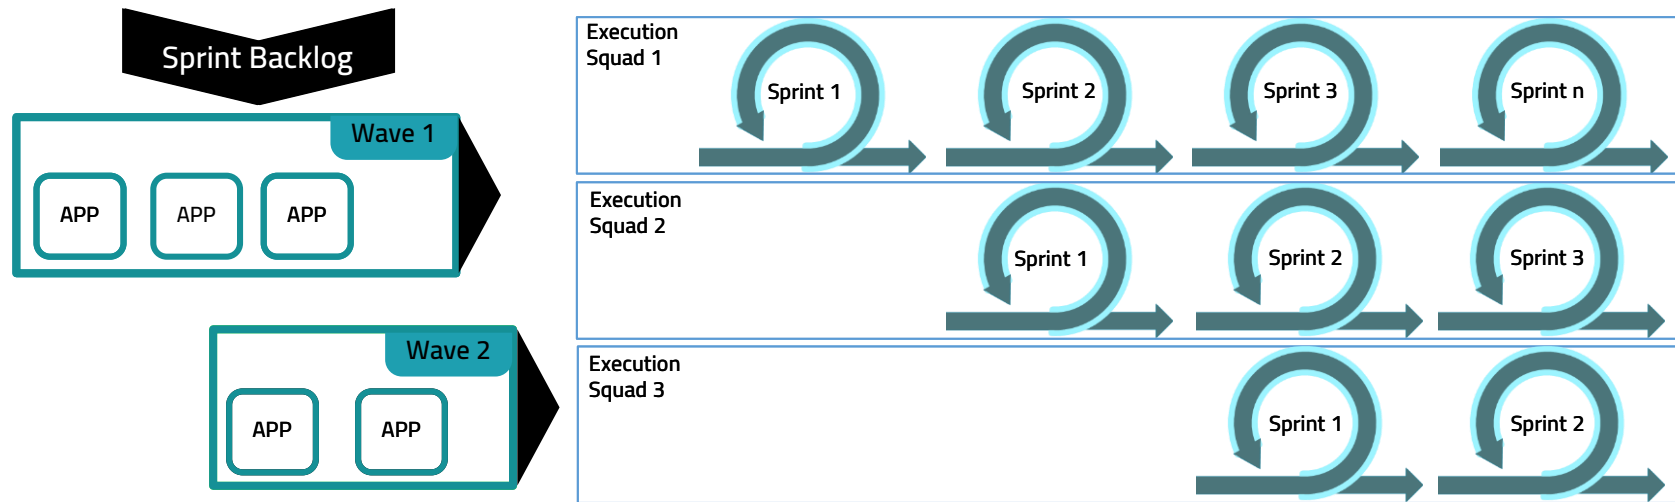 Sprint Backlog
Wave 1
APP
APP
APP
Wave 2
APP
APP
Execution
Squad 1
Sprint 1
Sprint 2
Sprint 3
Sprint n
Execution
Squad 2
Sprint 1
Sprint 2
Sprint 3
Execution
Squad 3
Sprint 1
Sprint 2